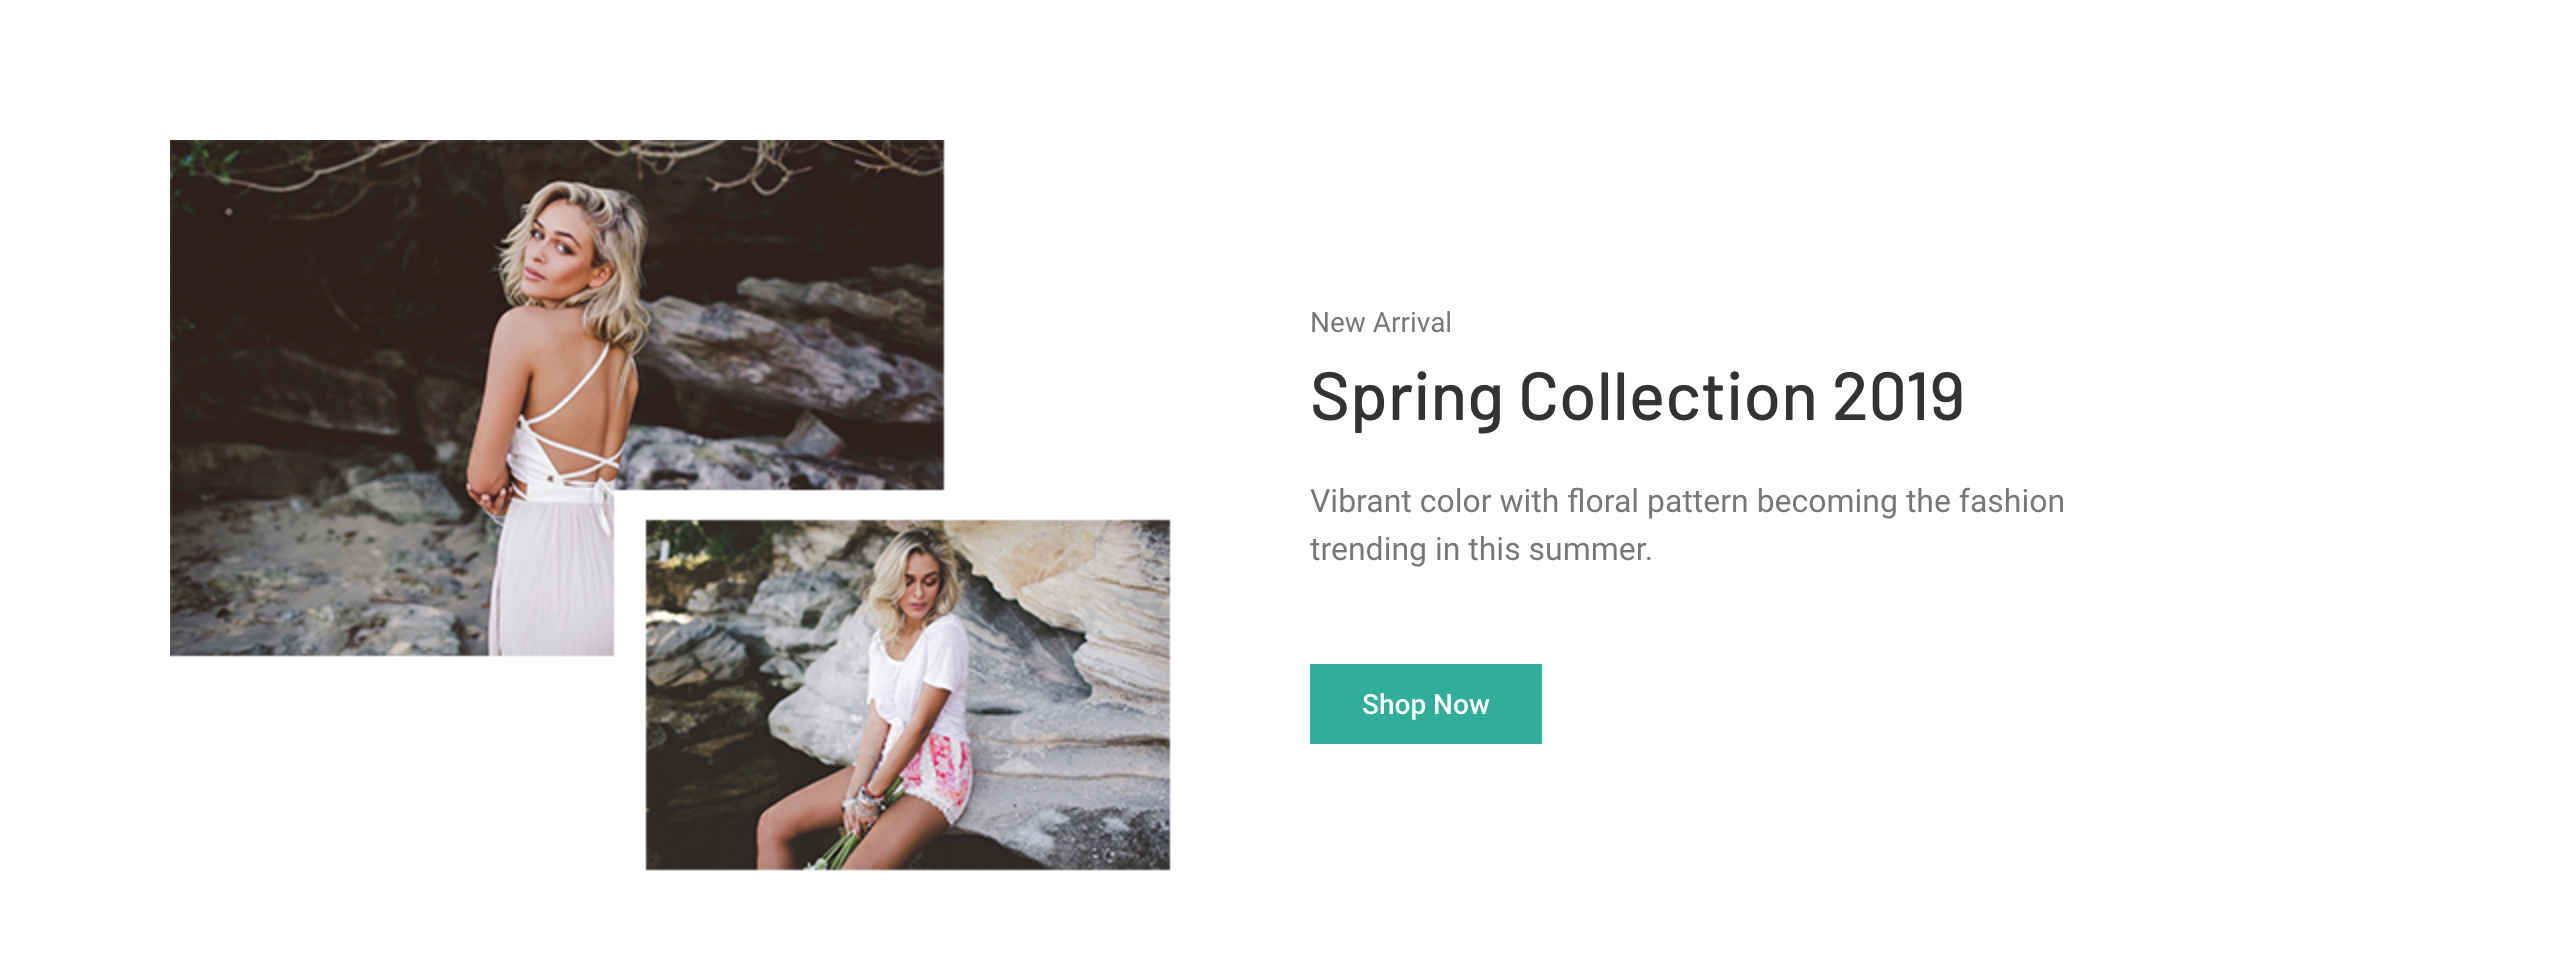 New Arrival
Spring Collection 2019
Vibrant color with floral pattern becoming the fashion
trending in this summer.
Shop Now